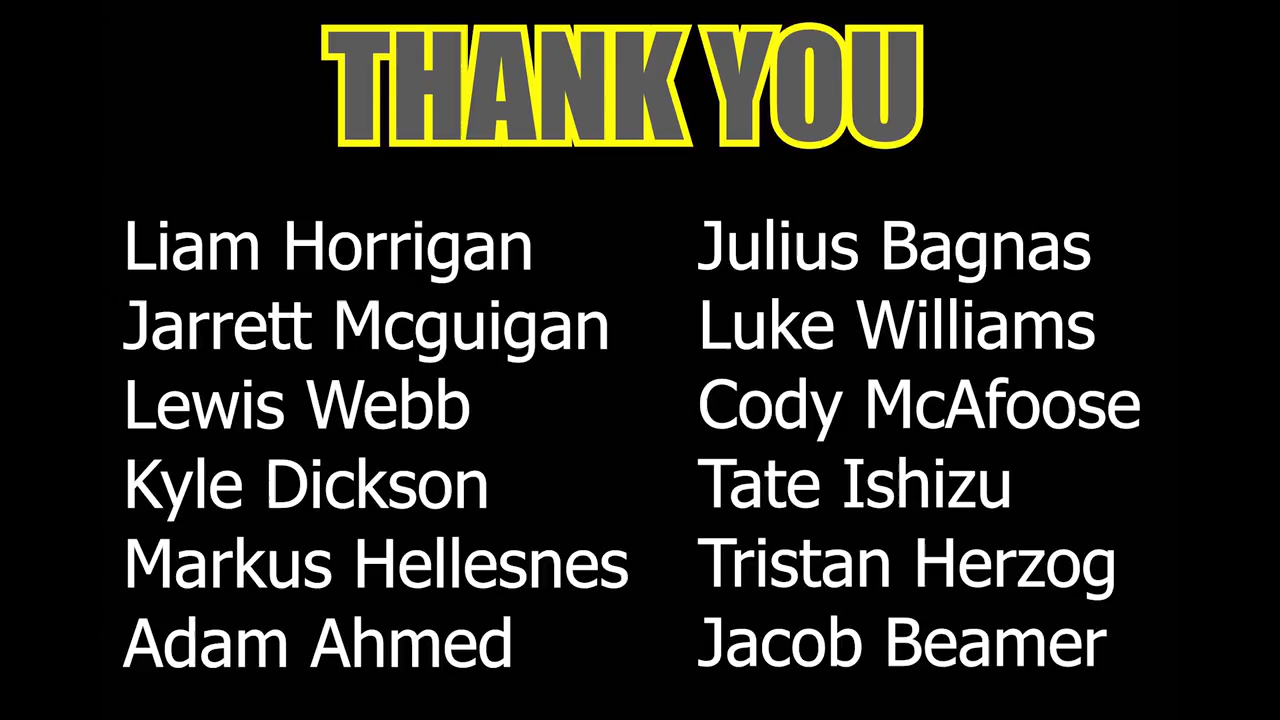 THANK YOU
Liam Horrigan
Jarrett Mcguigan
Lewis Webb
Kyle Dickson
Markus Hellesnes
Adam Ahmed
Julius Bagnas
Luke Williams
Cody McAfoose
Tate Ishizu
Tristan Herzog
Jacob Beamer